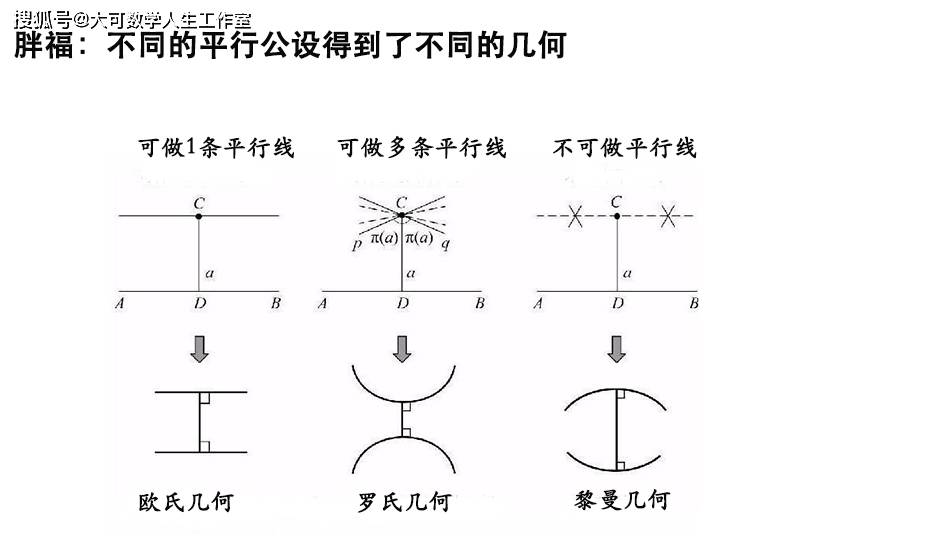 搜狐号@大可数学人生工作室
胖福：不同的平行公设得到了不同的几何
可做1条平行线 可做多条平行线 不可做平行线
C C C
p π(a) π(a) q
a a a
A D B A D B A D B
欧氏几何 罗氏几何 黎曼几何